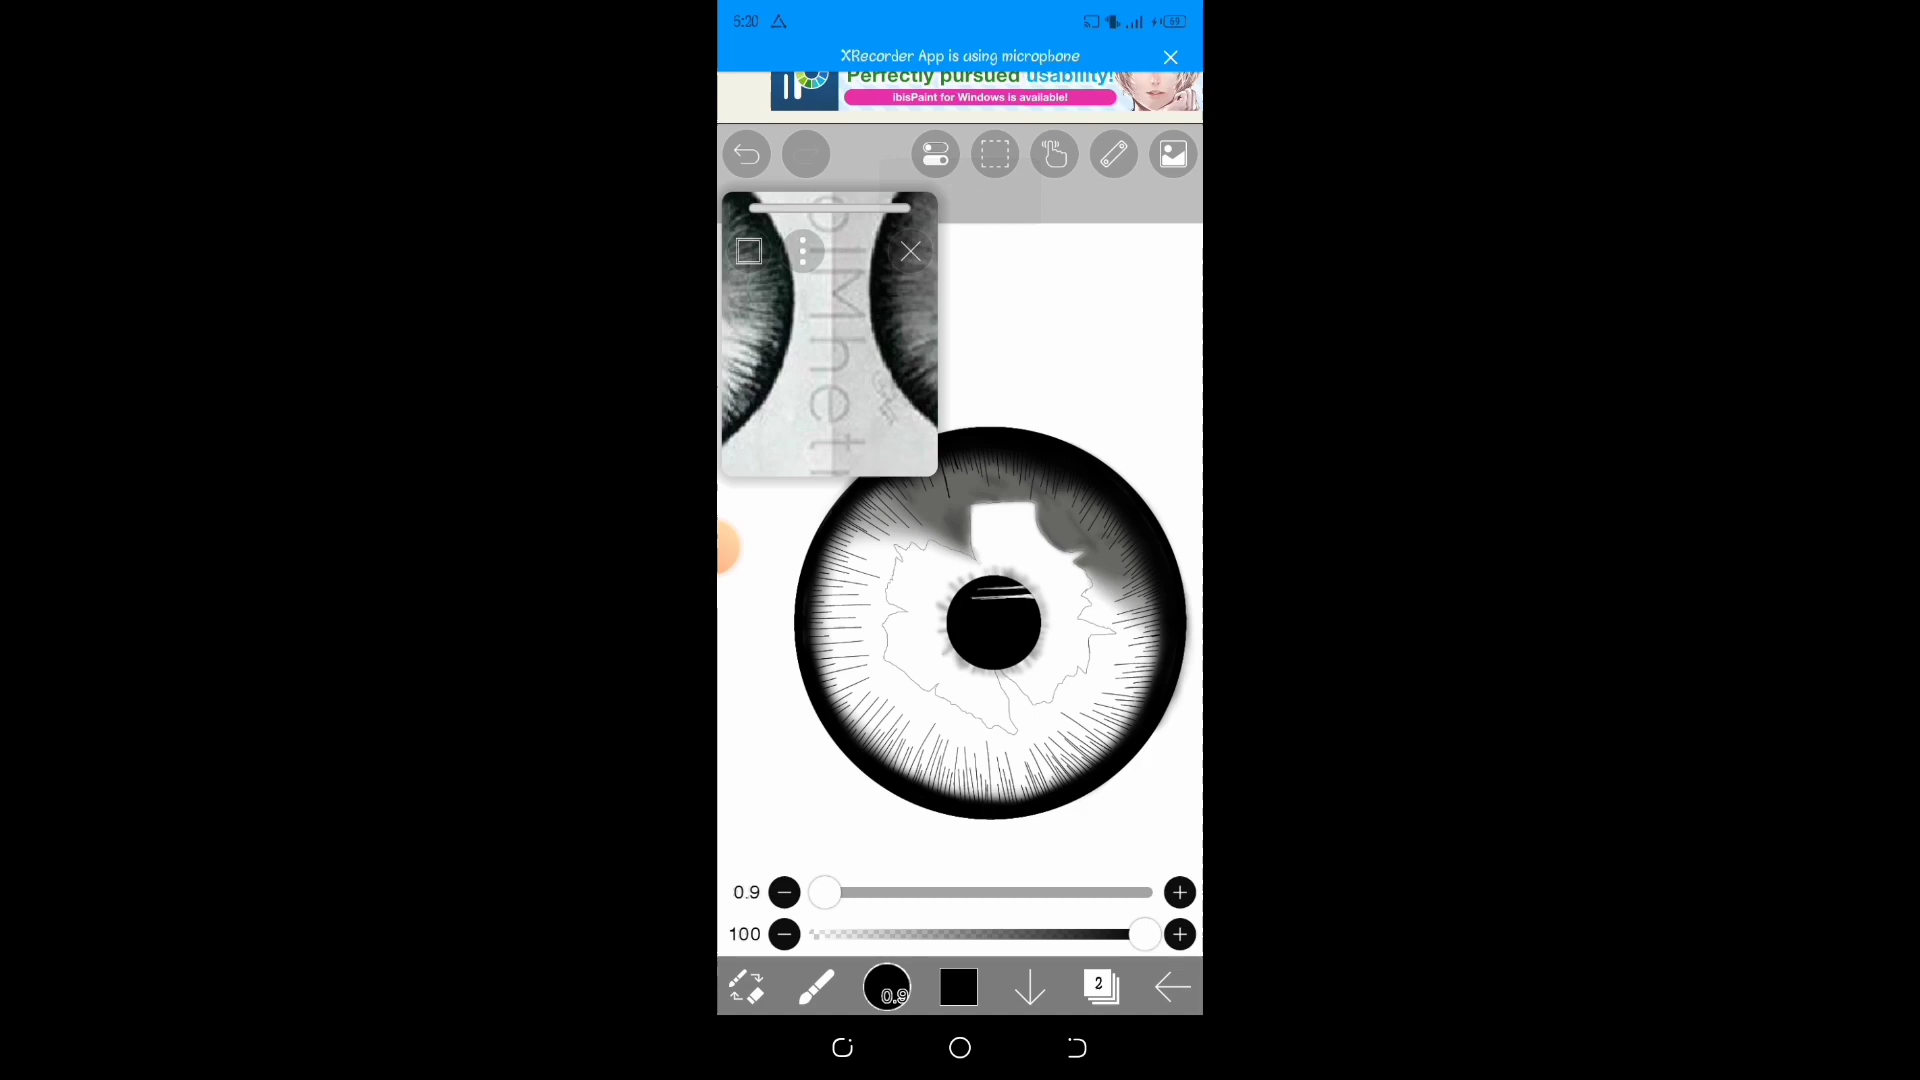 5:20
69
XRecorder App is using microphone
Perfectly pursued usability!
ibisPaint for Windows is available!
0.9
100
0.9
2